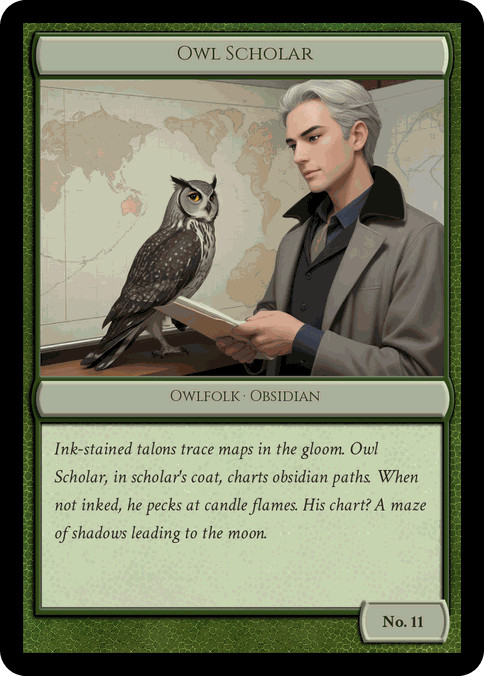 Owl Scholar
Owlfolk · Obsidian
Ink-stained talons trace maps in the gloom. Owl
Scholar, in scholar's coat, charts obsidian paths. When
not inked, he pecks at candle flames. His chart? A maze
of shadows leading to the moon.
No. 11